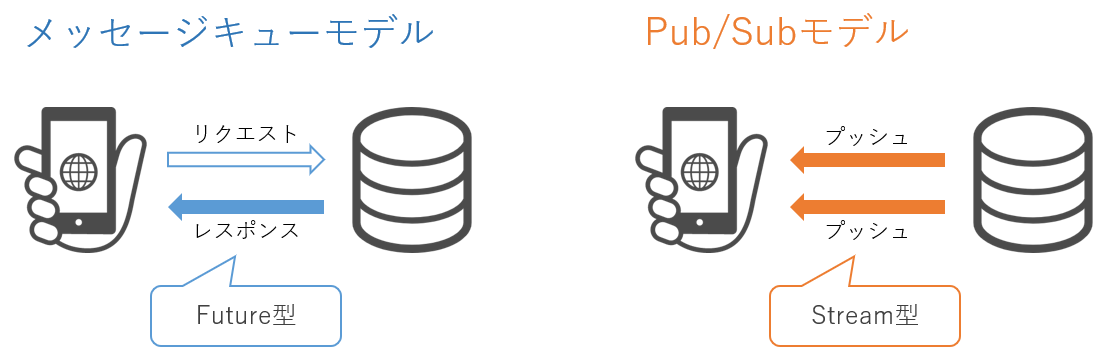 メッセージキューモデル
リクエスト
レスポンス
Future型
Pub/Subモデル
プッシュ
プッシュ
Stream型